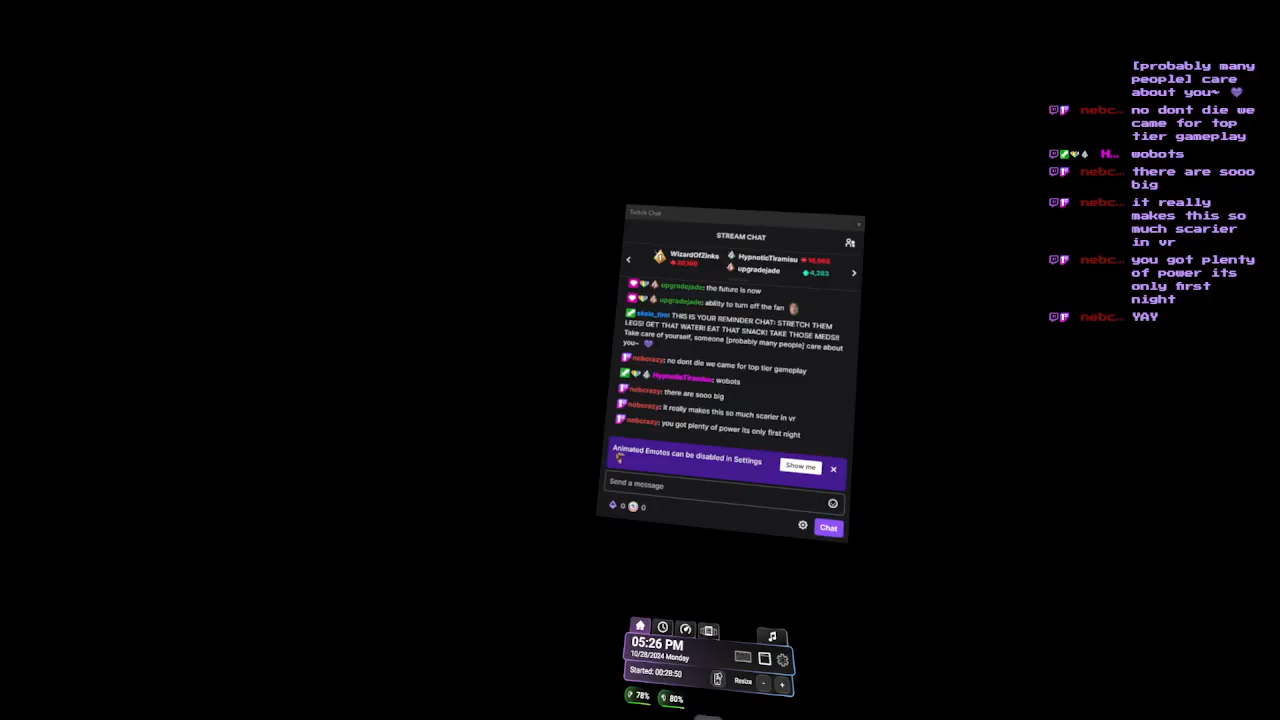 [probably many
people] care
about you~ 💜
nebc... no dont die we
came for top
tier gameplay
H... wobots
nebc... there are sooo
big
nebc... it really
makes this so
much scarier
in vr
nebc... you got plenty
of power its
only first
night
nebc... YAY
Twitch Chat
STREAM CHAT
WizardOfZinks
HypnoticTiramisu
upgradejade
4,383
upgradejade: the future is now
upgradejade: ability to turn off the fan
THIS IS YOUR REMINDER CHAT: STRETCH THEM
LEGS! GET THAT WATER! EAT THAT SNACK! TAKE THOSE MEDS!!
Take care of yourself, someone [probably many people] care about
you~ 💜
nebcrazy: no dont die we came for top tier gameplay
HypnoticTiramisu: wobots
nebcrazy: there are sooo big
nebcrazy: it really makes this so much scarier in vr
nebcrazy: you got plenty of power its only first night
Animated Emotes can be disabled in Settings
Show me
Send a message
0 0
Chat
05:26 PM
10/28/2024 Monday
Started: 00:28:50
Resize - +
78% 80%